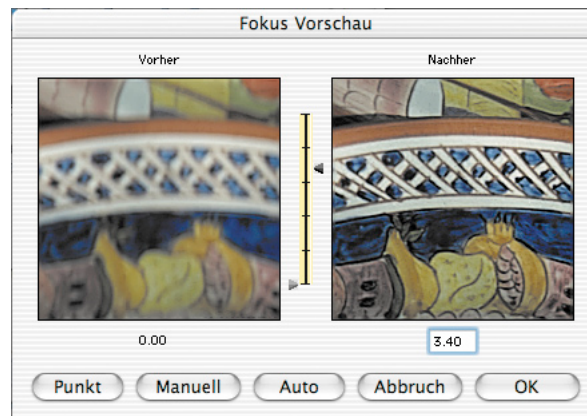 Fokus Vorschau
Vorher Nachher
0.00 3.40
Punkt Manuell Auto Abbruch OK